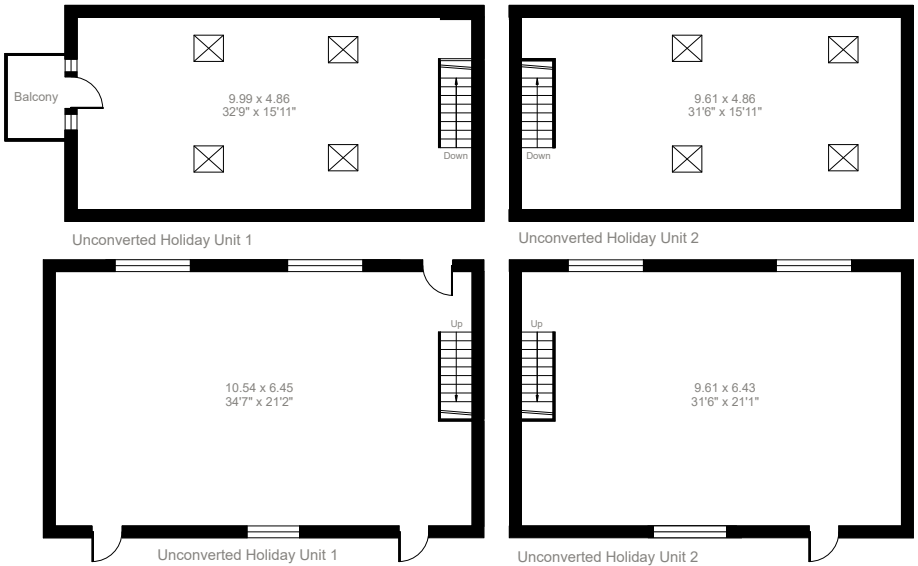 Balcony
9.99 x 4.86
32'9" x 15'11"
Down
Down
9.61 x 4.86
31'6" x 15'11"
Unconverted Holiday Unit 1
Unconverted Holiday Unit 2
Up
Up
10.54 x 6.45
34'7" x 21'2"
9.61 x 6.43
31'6" x 21'1"
Unconverted Holiday Unit 1
Unconverted Holiday Unit 2